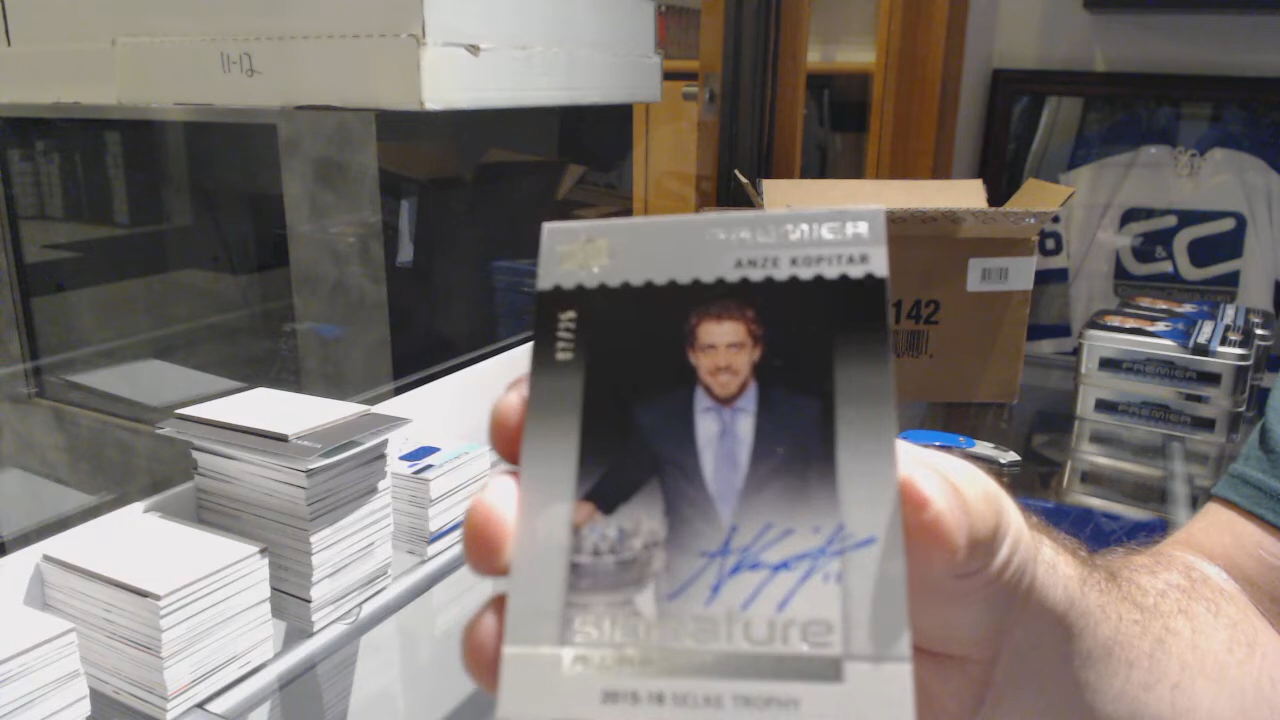 11-12
PREMIER
ANZE KOPITAR
142
C&C
PREMIER
PREMIER
signature
2015-16 SELKE TROPHY